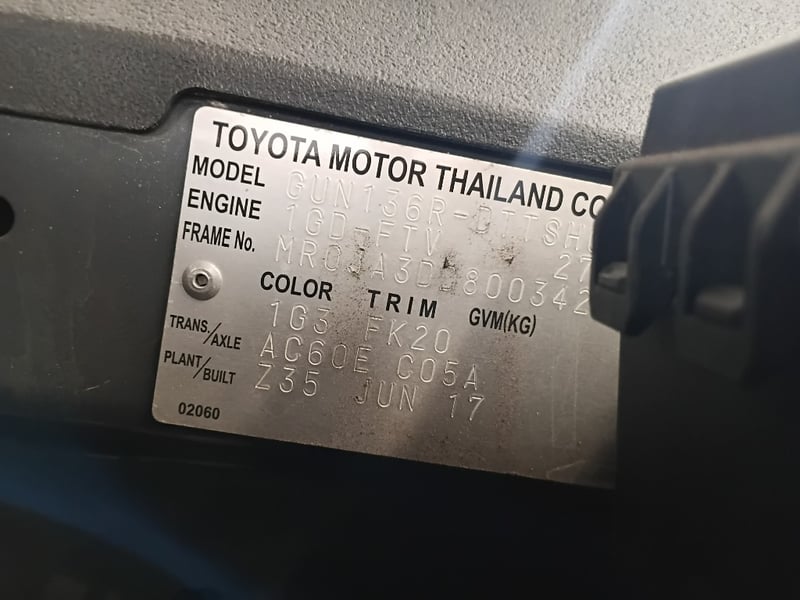 TOYOTA MOTOR THAILAND CO
MODEL GUN136R-DTTSH
ENGINE 1GD-FTV 27
FRAME No.
COLOR TRIM GVM(KG)
1G3 FK20
TRANS./AXLE AC60E C05A
PLANT/BUILT Z35 JUN 17
02060